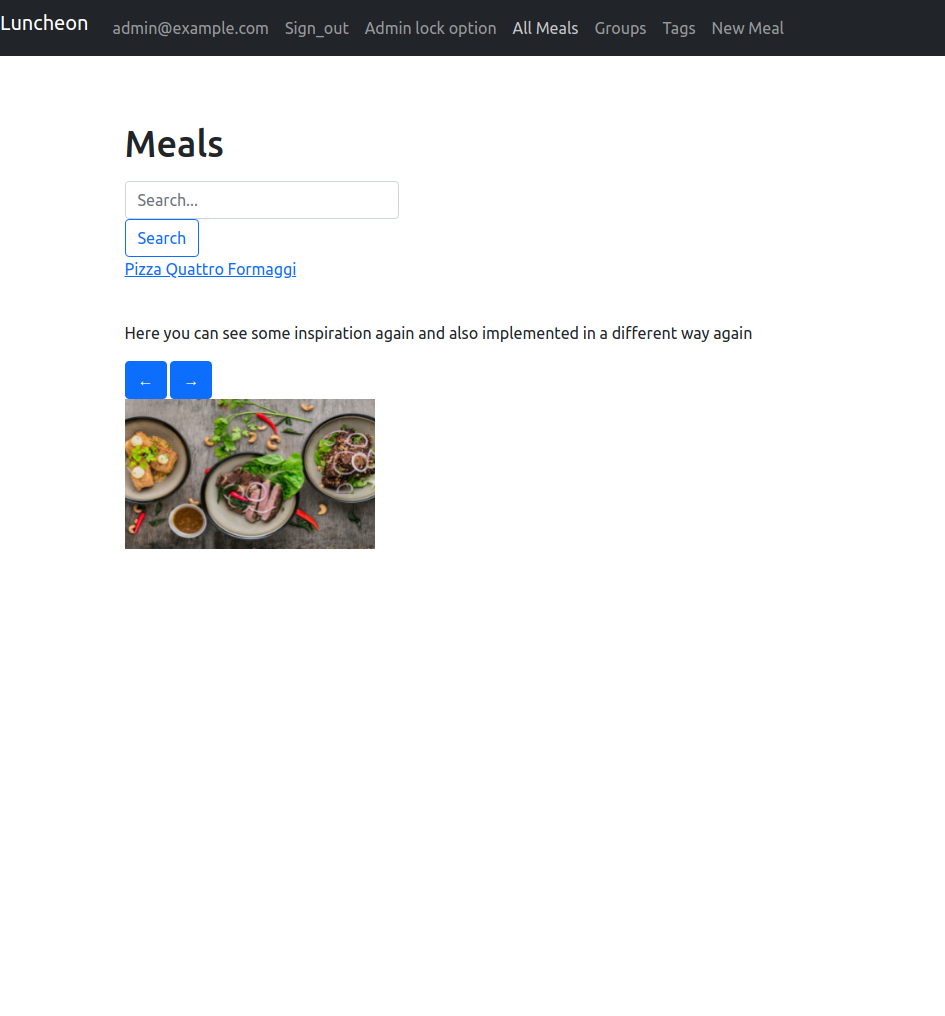 Luncheon admin@example.com Sign_out Admin lock option All Meals Groups Tags New Meal
Meals
Search...
Search
Pizza Quattro Formaggi
Here you can see some inspiration again and also implemented in a different way again
← →